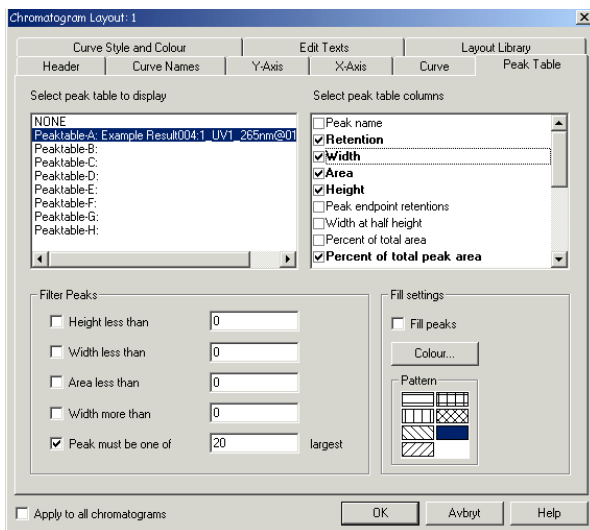 Chromatogram Layout: 1
Curve Style and Colour Edit Texts Layout Library
Header Curve Names Y-Axis X-Axis Curve Peak Table
Select peak table to display
NONE
Peaktable-A: Example Result004:1_UV1_265nm@01
Peaktable-B:
Peaktable-C:
Peaktable-D:
Peaktable-E:
Peaktable-F:
Peaktable-G:
Peaktable-H:
Select peak table columns
Peak name
Retention
Width
Area
Height
Peak endpoint retentions
Width at half height
Percent of total area
Percent of total peak area
Filter Peaks
Height less than 0
Width less than 0
Area less than 0
Width more than 0
Peak must be one of 20 largest
Fill settings
Fill peaks
Colour...
Pattern
Apply to all chromatograms
OK Avbryt Help